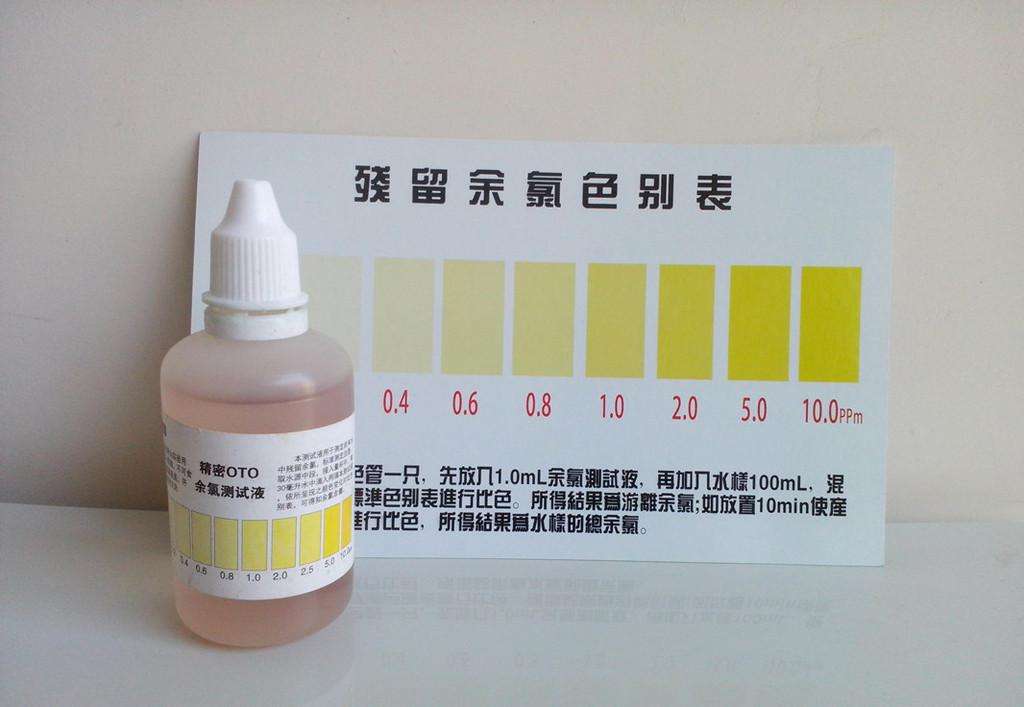 殘留余氯色别表
0.4 0.6 0.8 1.0 2.0 5.0 10.0PPm
色管一只，先放入1.0mL余氯測試液，再加入水樣100mL，混
標準色别表進行比色。所得結果爲游離余氯;如放置10min使産
進行比色，所得結果爲水樣的總余氯。
精密OTO
余氯测试液
0.4 0.6 0.8 1.0 2.0 2.5 5.0 10.0